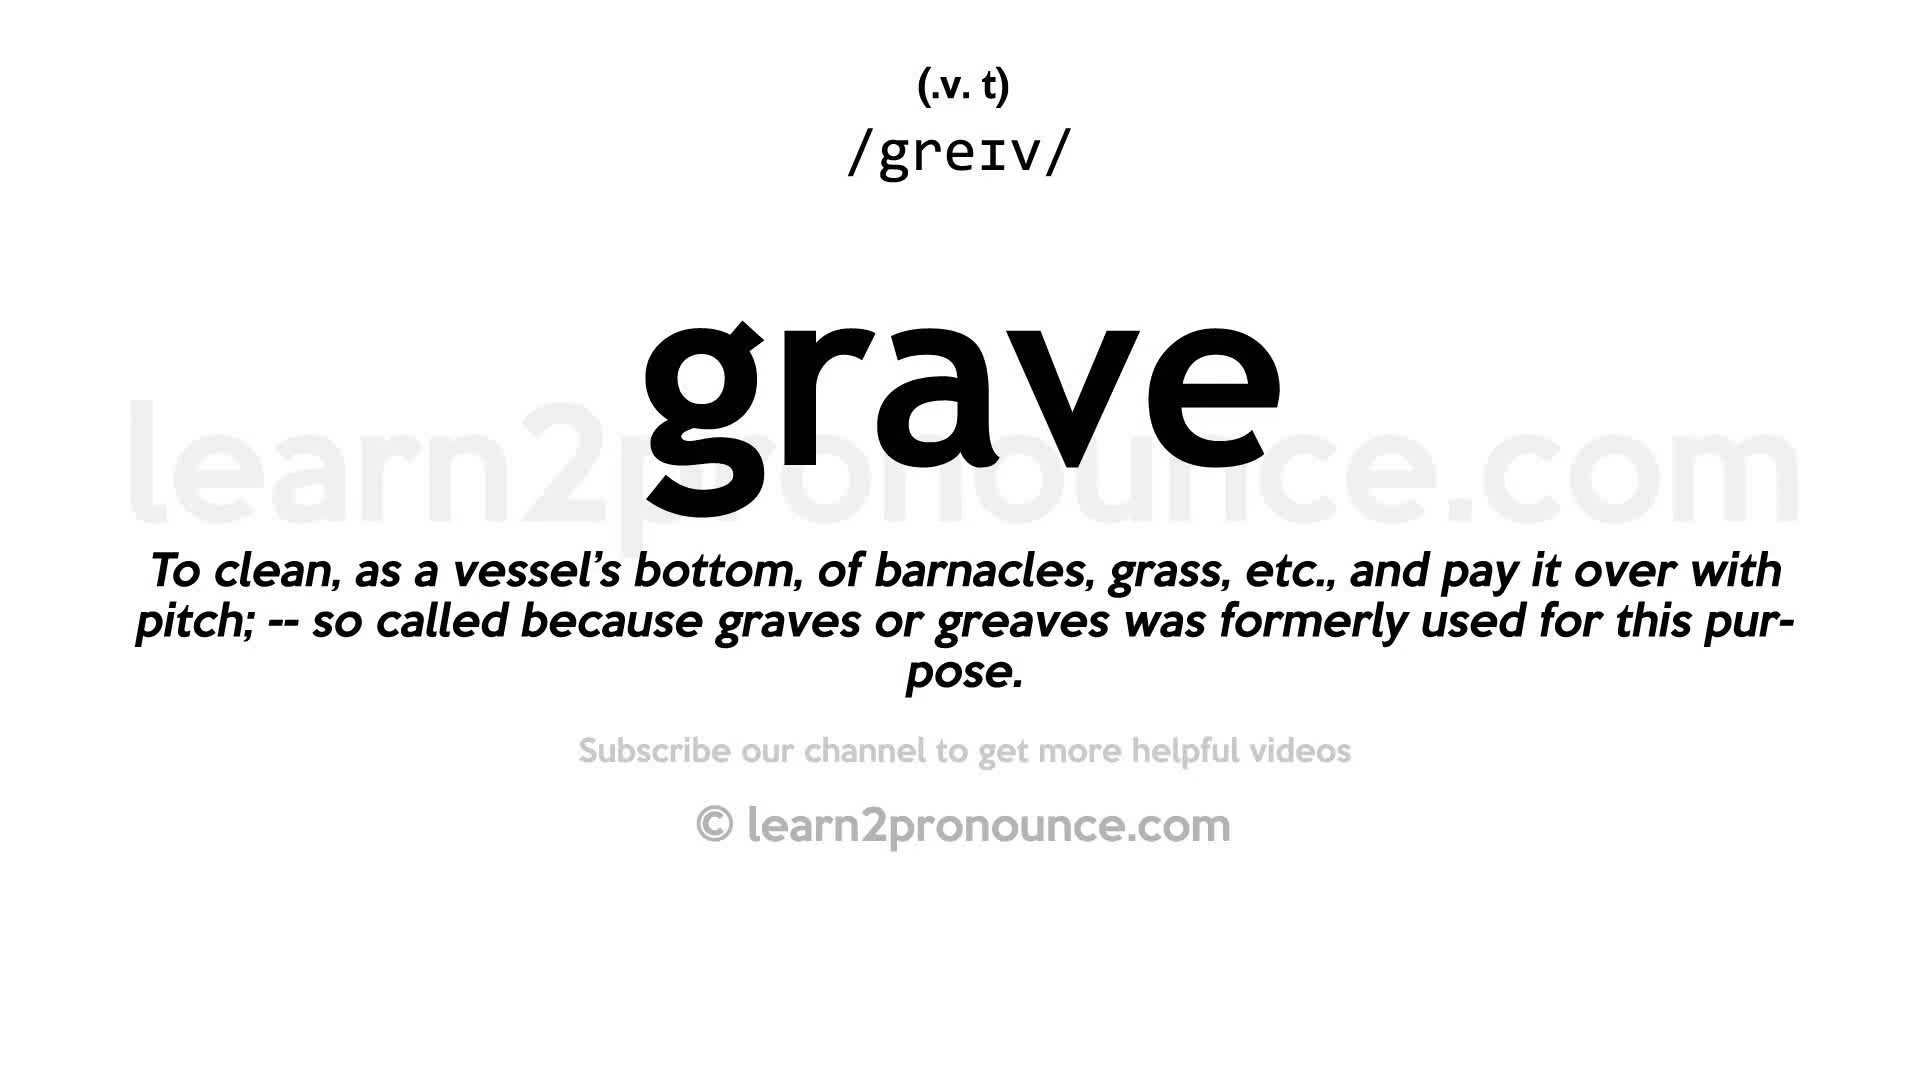 (.v. t)
/ɡreɪv/
grave
learn2pronounce.com
To clean, as a vessel’s bottom, of barnacles, grass, etc., and pay it over with
pitch; -- so called because graves or greaves was formerly used for this pur-
pose.
Subscribe our channel to get more helpful videos
© learn2pronounce.com